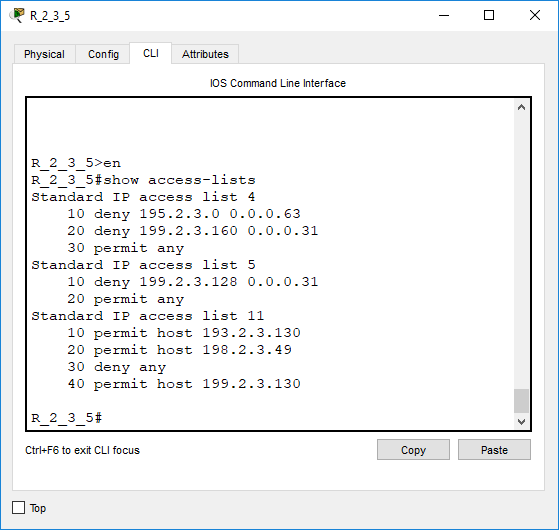 R_2_3_5
Physical Config CLI Attributes
IOS Command Line Interface
R_2_3_5>en
R_2_3_5#show access-lists
Standard IP access list 4
10 deny 195.2.3.0 0.0.0.63
20 deny 199.2.3.160 0.0.0.31
30 permit any
Standard IP access list 5
10 deny 199.2.3.128 0.0.0.31
20 permit any
Standard IP access list 11
10 permit host 193.2.3.130
20 permit host 198.2.3.49
30 deny any
40 permit host 199.2.3.130
R_2_3_5#
Ctrl+F6 to exit CLI focus Copy Paste
Top